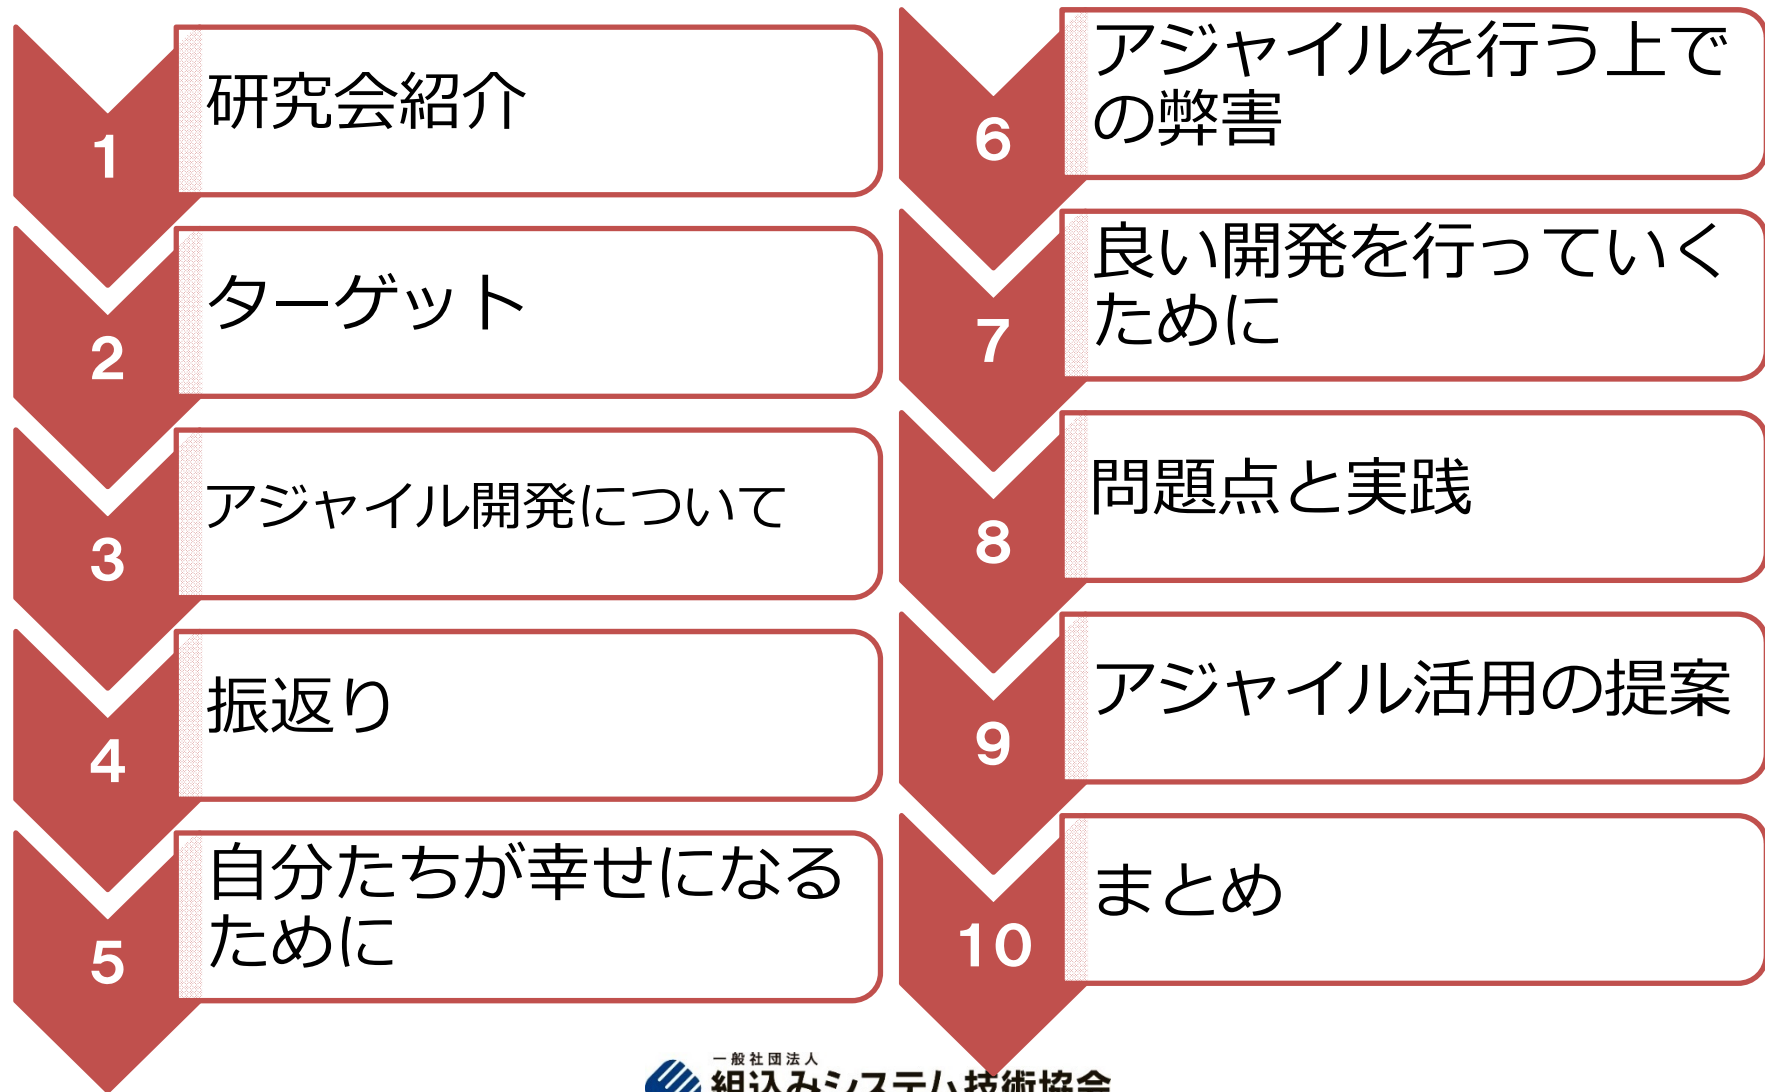 1
研究会紹介
2
ターゲット
3
アジャイル開発について
4
振返り
5
自分たちが幸せになる
ために
6
アジャイルを行う上で
の弊害
7
良い開発を行っていく
ために
8
問題点と実践
9
アジャイル活用の提案
10
まとめ
一般社団法人
組込みシステム技術協会